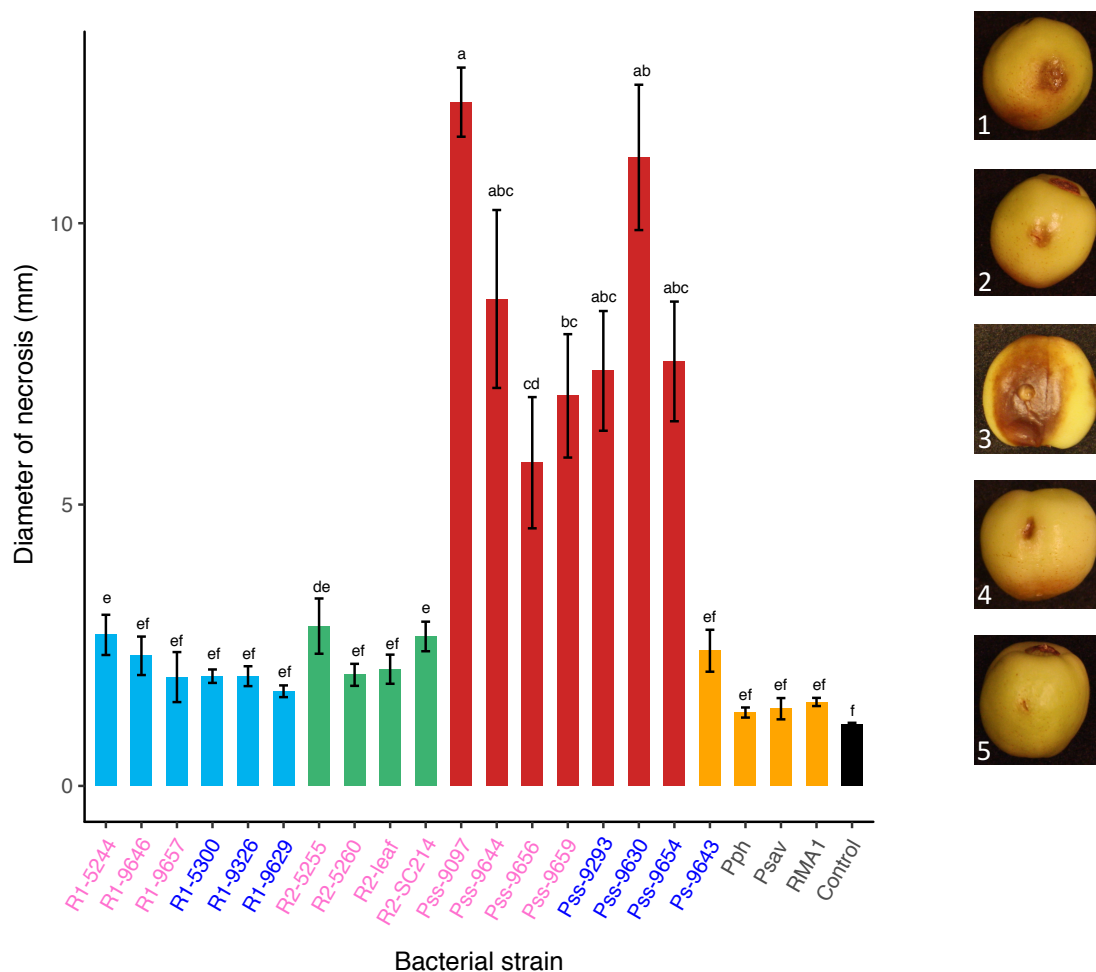 a
ab
abc
abc
abc
bc
cd
de
e
e
ef
ef
ef
ef
ef
ef
ef
ef
ef
ef
ef
f
10
5
0
Diameter of necrosis (mm)
R1-5244
R1-9646
R1-9657
R1-5300
R1-9326
R1-9629
R2-5255
R2-5260
R2-leaf
R2-SC214
Pss-9097
Pss-9644
Pss-9656
Pss-9659
Pss-9293
Pss-9630
Pss-9654
Ps-9643
Pph
Psav
RMA1
Control
Bacterial strain
1
2
3
4
5